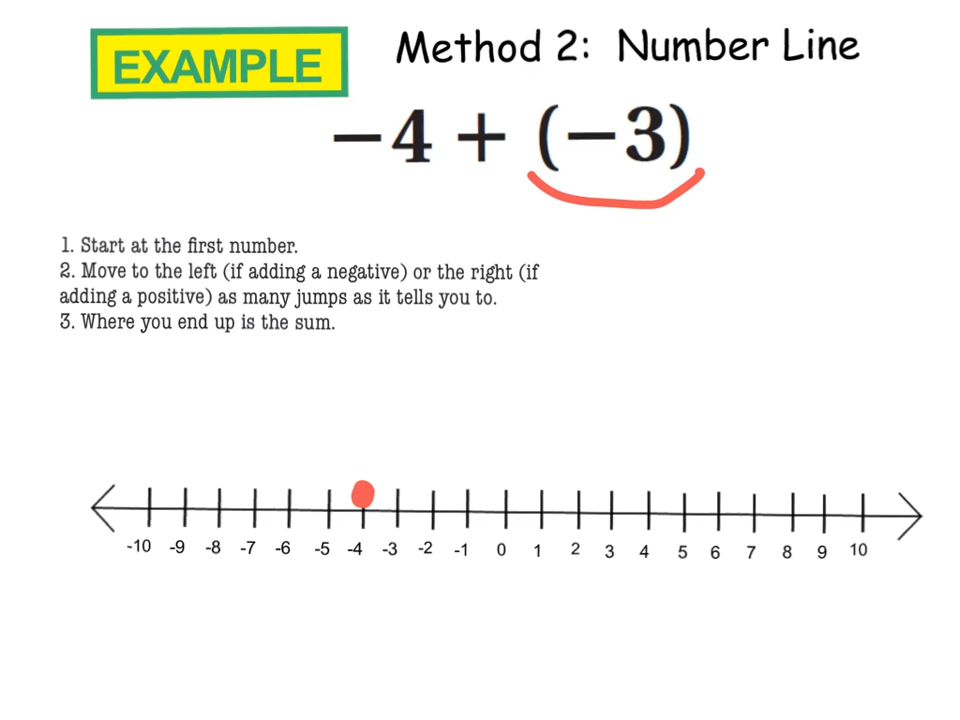 EXAMPLE
Method 2: Number Line
−4 + (−3)
1. Start at the first number.
2. Move to the left (if adding a negative) or the right (if
adding a positive) as many jumps as it tells you to.
3. Where you end up is the sum.
-10 -9 -8 -7 -6 -5 -4 -3 -2 -1 0 1 2 3 4 5 6 7 8 9 10